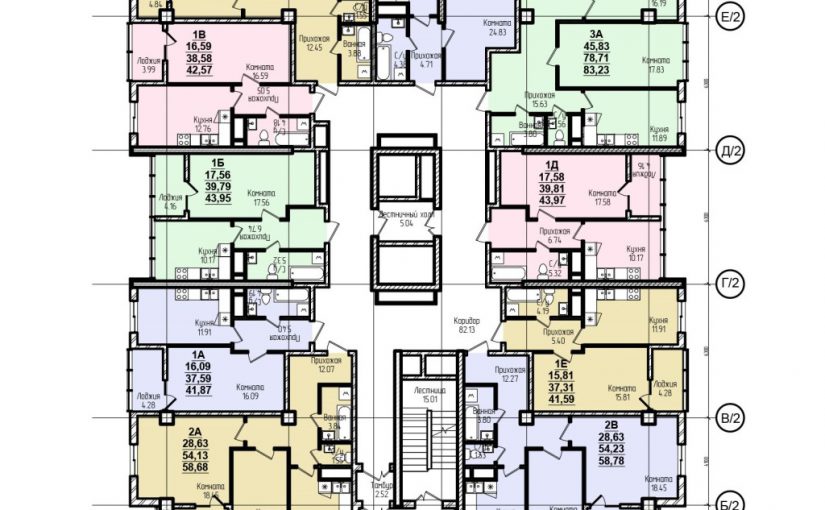 4.84
1.55
16.19
Е/2
1В
16,59
38,58
42,57
Лоджия
3.99
Комната
16.59
Прихожая
12.45
Ванная
3.88
С/у
4.38
Прихожая
4.71
Комната
24.83
3А
45,83
78,71
83,23
Комната
17.83
Прихожая
5.05
Кухня
12.76
С/у
4.18
Прихожая
15.63
Ванная
3.80
Кухня
11.89
Д/2
1Б
17,56
39,79
43,95
Лоджия
4.16
Комната
17.56
Прихожая
6.74
Кухня
10.17
С/у
5.32
Лестничный холл
5.04
1Д
17,58
39,81
43,97
Комната
17.58
Лоджия
4.16
Прихожая
6.74
С/у
5.32
Кухня
10.17
Г/2
Кухня
11.91
Прихожая
5.40
1А
16,09
37,59
41,87
Лоджия
4.28
Комната
16.09
Прихожая
12.07
Коридор
82.13
С/у
4.19
Прихожая
5.40
Кухня
11.91
1Е
15,81
37,31
41,59
Комната
15.81
Лоджия
4.28
Прихожая
12.27
Лестница
15.01
Ванная
3.84
Ванная
3.80
В/2
2А
28,63
54,13
58,68
Комната
18.46
Тамбур
2.52
2В
28,63
54,23
58,78
Комната
18.45
Б/2